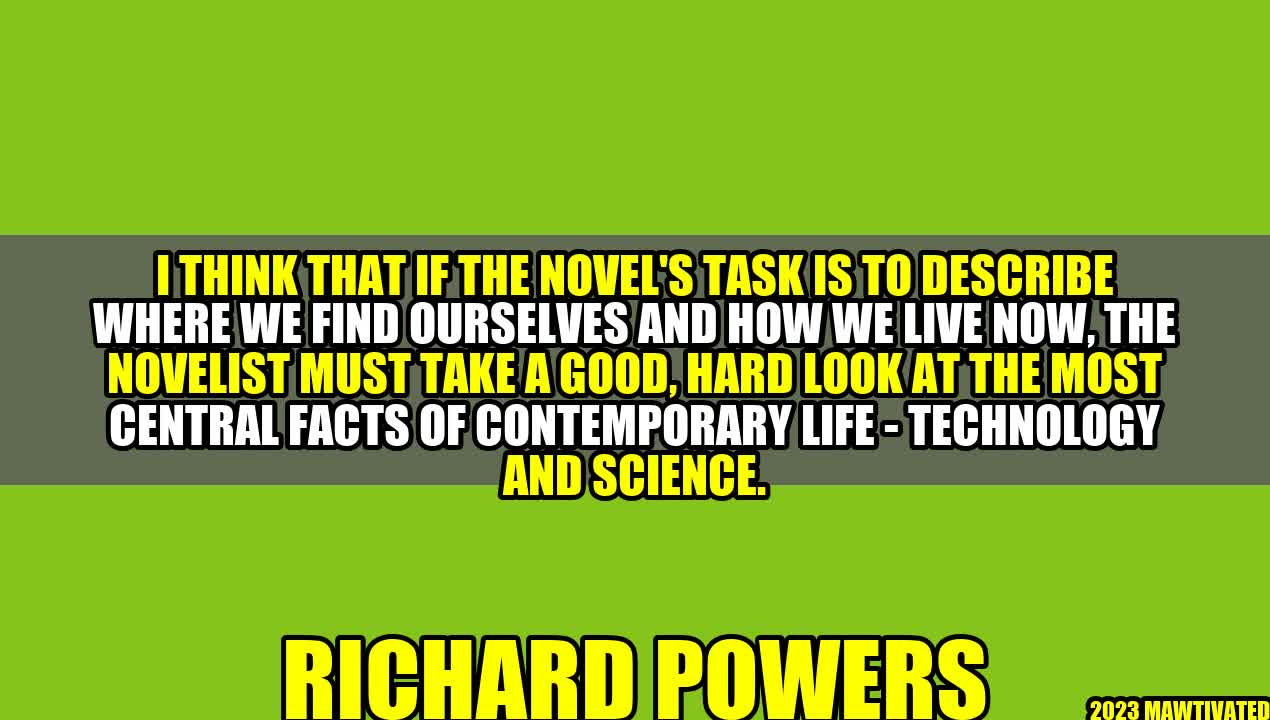 I THINK THAT IF THE NOVEL'S TASK IS TO DESCRIBE
WHERE WE FIND OURSELVES AND HOW WE LIVE NOW, THE
NOVELIST MUST TAKE A GOOD, HARD LOOK AT THE MOST
CENTRAL FACTS OF CONTEMPORARY LIFE - TECHNOLOGY
AND SCIENCE.
RICHARD POWERS
2023 MAWTIVATED